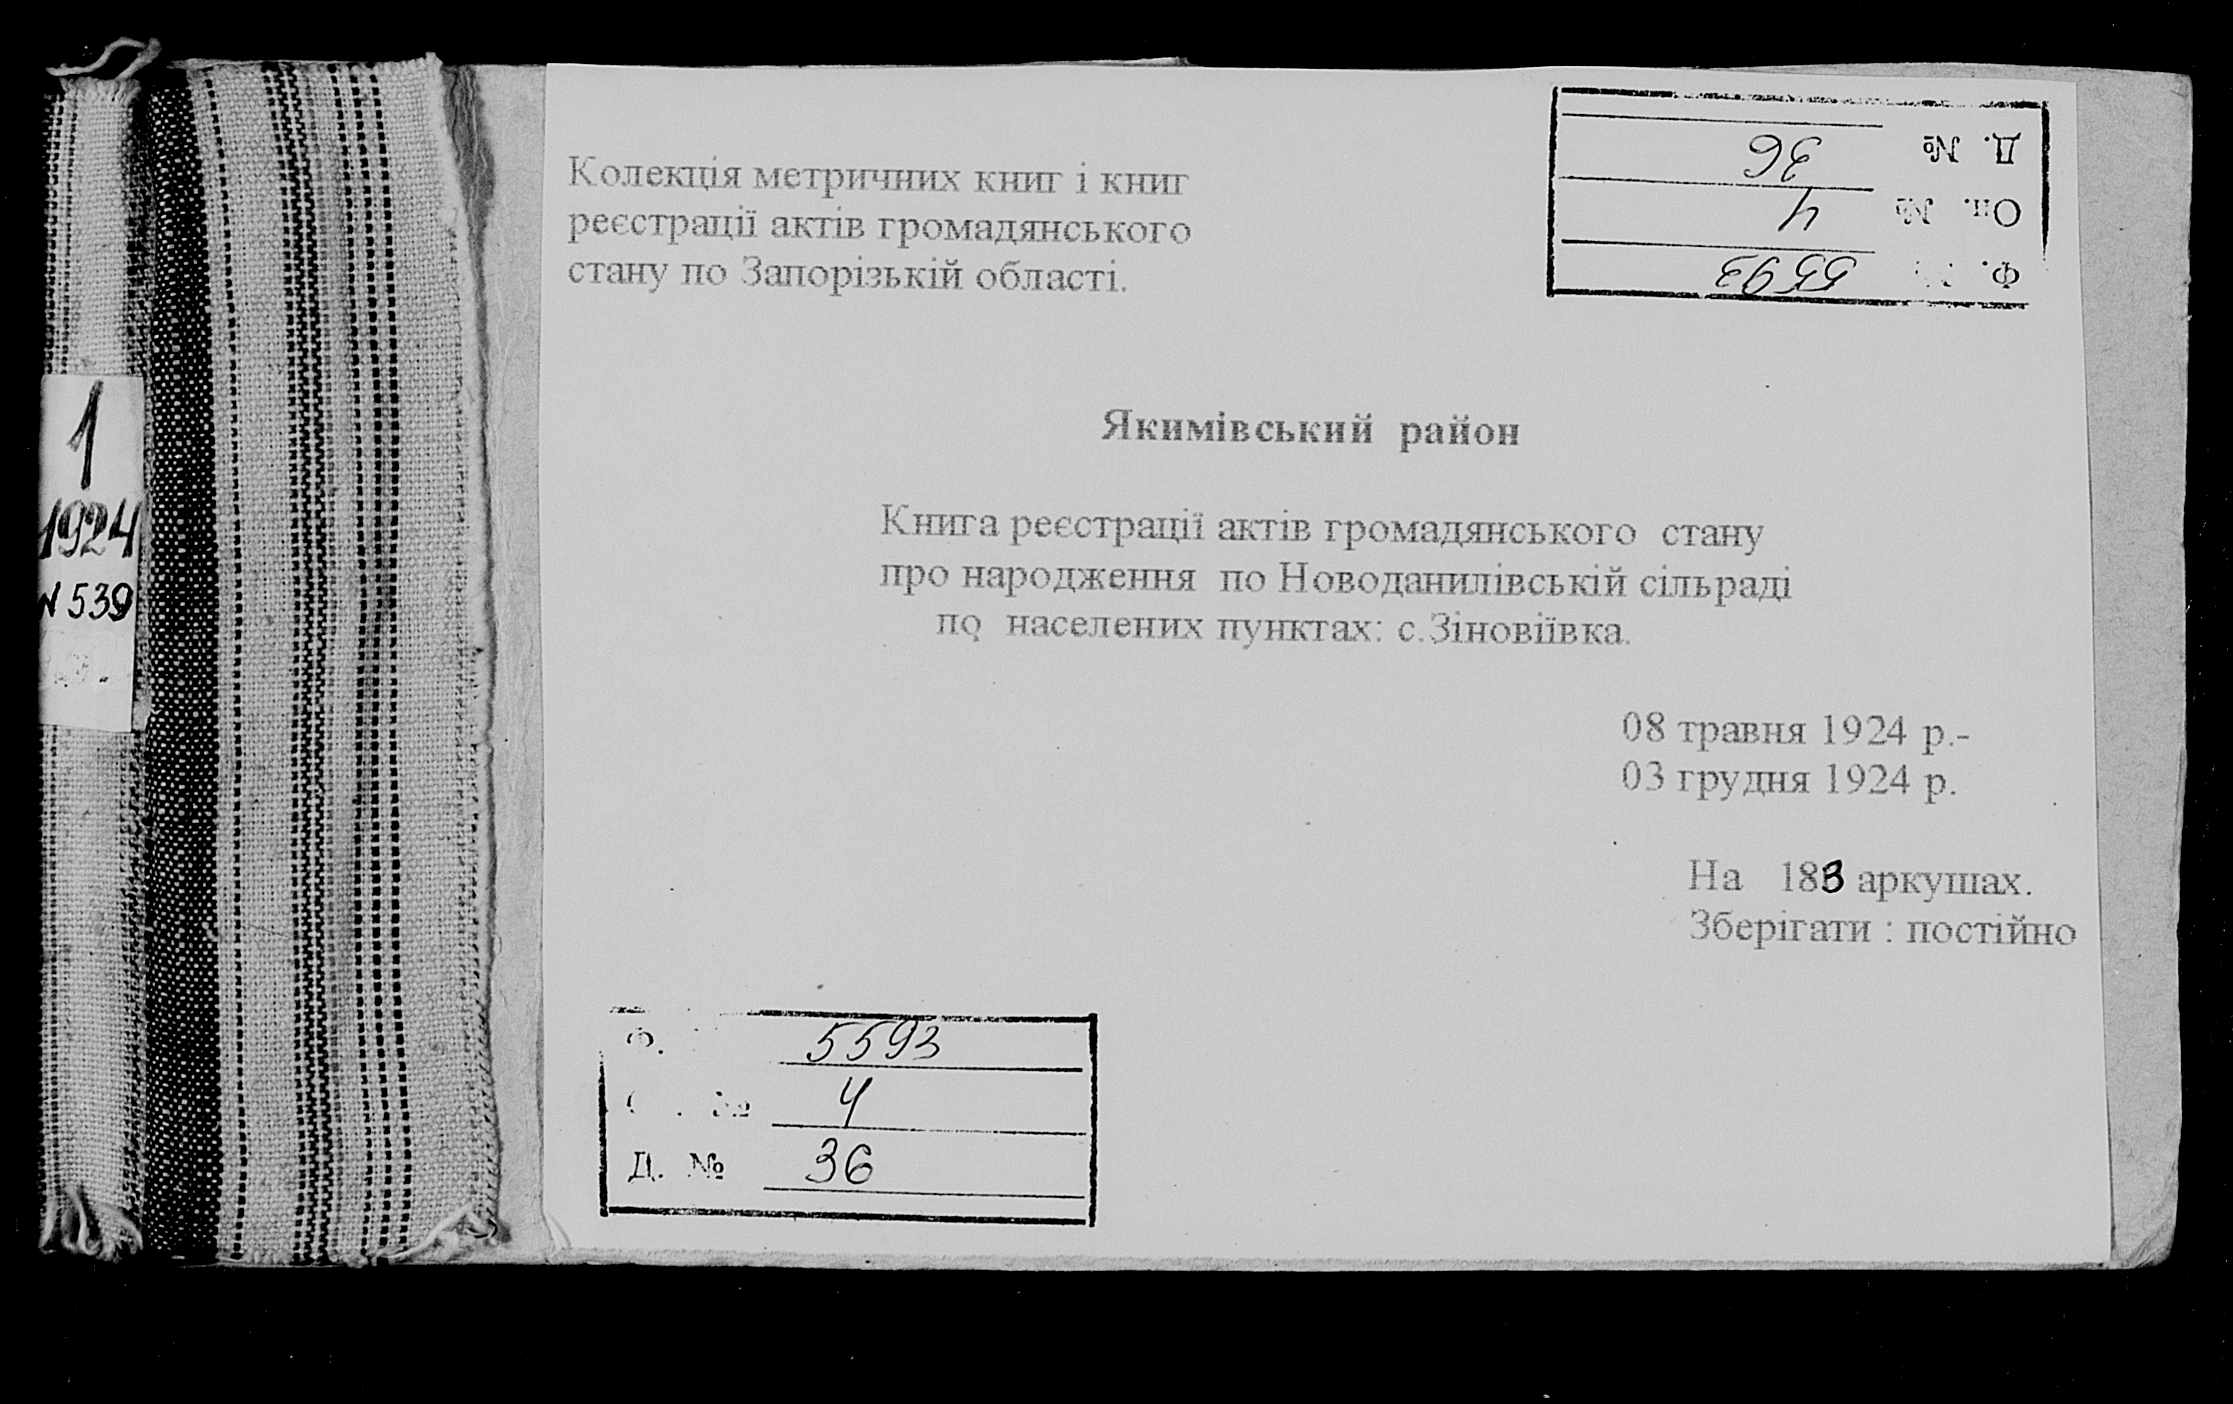 1
1924
N 539
Колекція метричних книг і книг
реєстрації актів громадянського
стану по Запорізькій області.
Ф. 5593
Оп. № 4
Д. № 36
Якимівський район
Книга реєстрації актів громадянського стану
про народження по Новоданилівській сільраді
по населених пунктах: с.Зіновіївка.
08 травня 1924 р.-
03 грудня 1924 р.
На 183 аркушах.
Зберігати : постійно
Ф. 5593
№ 4
Д. № 36